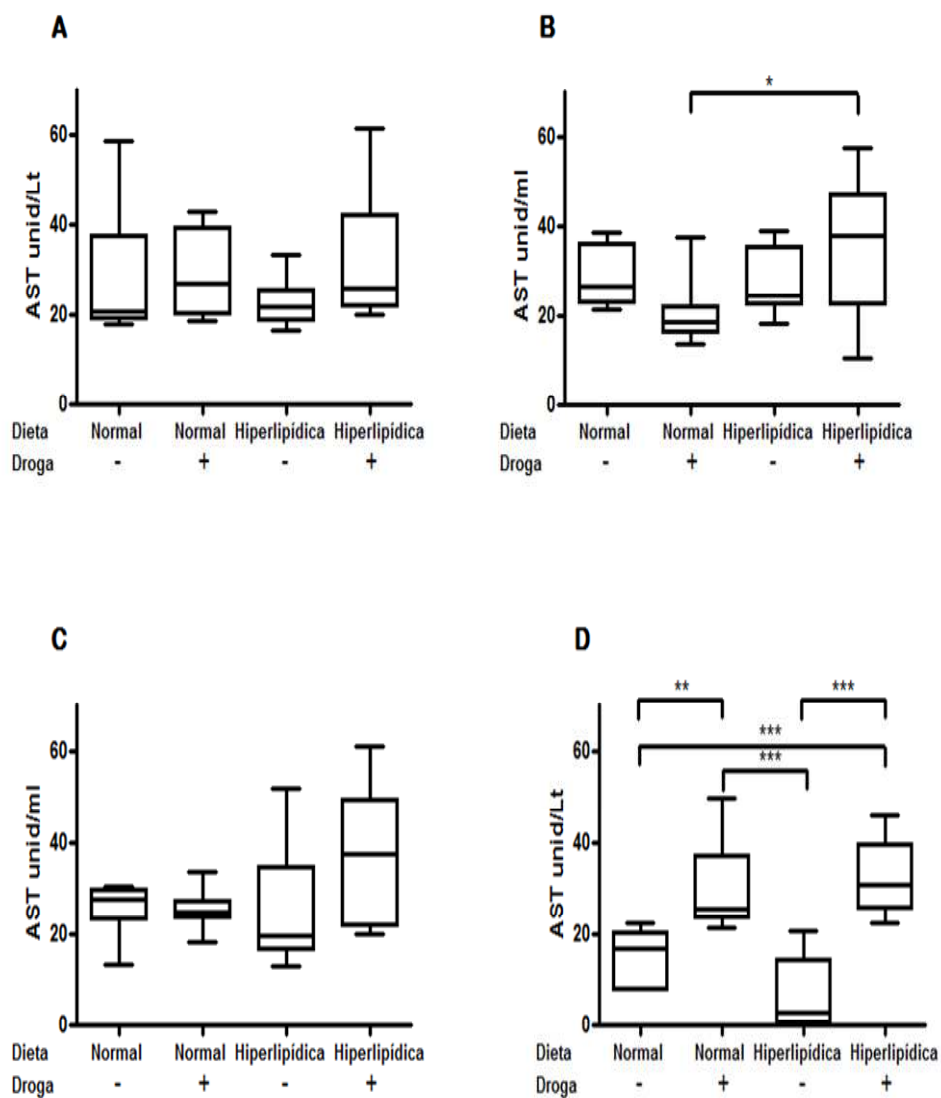 A
AST unid/Lt
60
40
20
0
Dieta Normal Normal Hiperlipídica Hiperlipídica
Droga - + - +
B
*
AST unid/ml
60
40
20
0
Dieta Normal Normal Hiperlipídica Hiperlipídica
Droga - + - +
C
AST unid/ml
60
40
20
0
Dieta Normal Normal Hiperlipídica Hiperlipídica
Droga - + - +
D
** ***
***
***
AST unid/Lt
60
40
20
0
Dieta Normal Normal Hiperlipídica Hiperlipídica
Droga - + - +